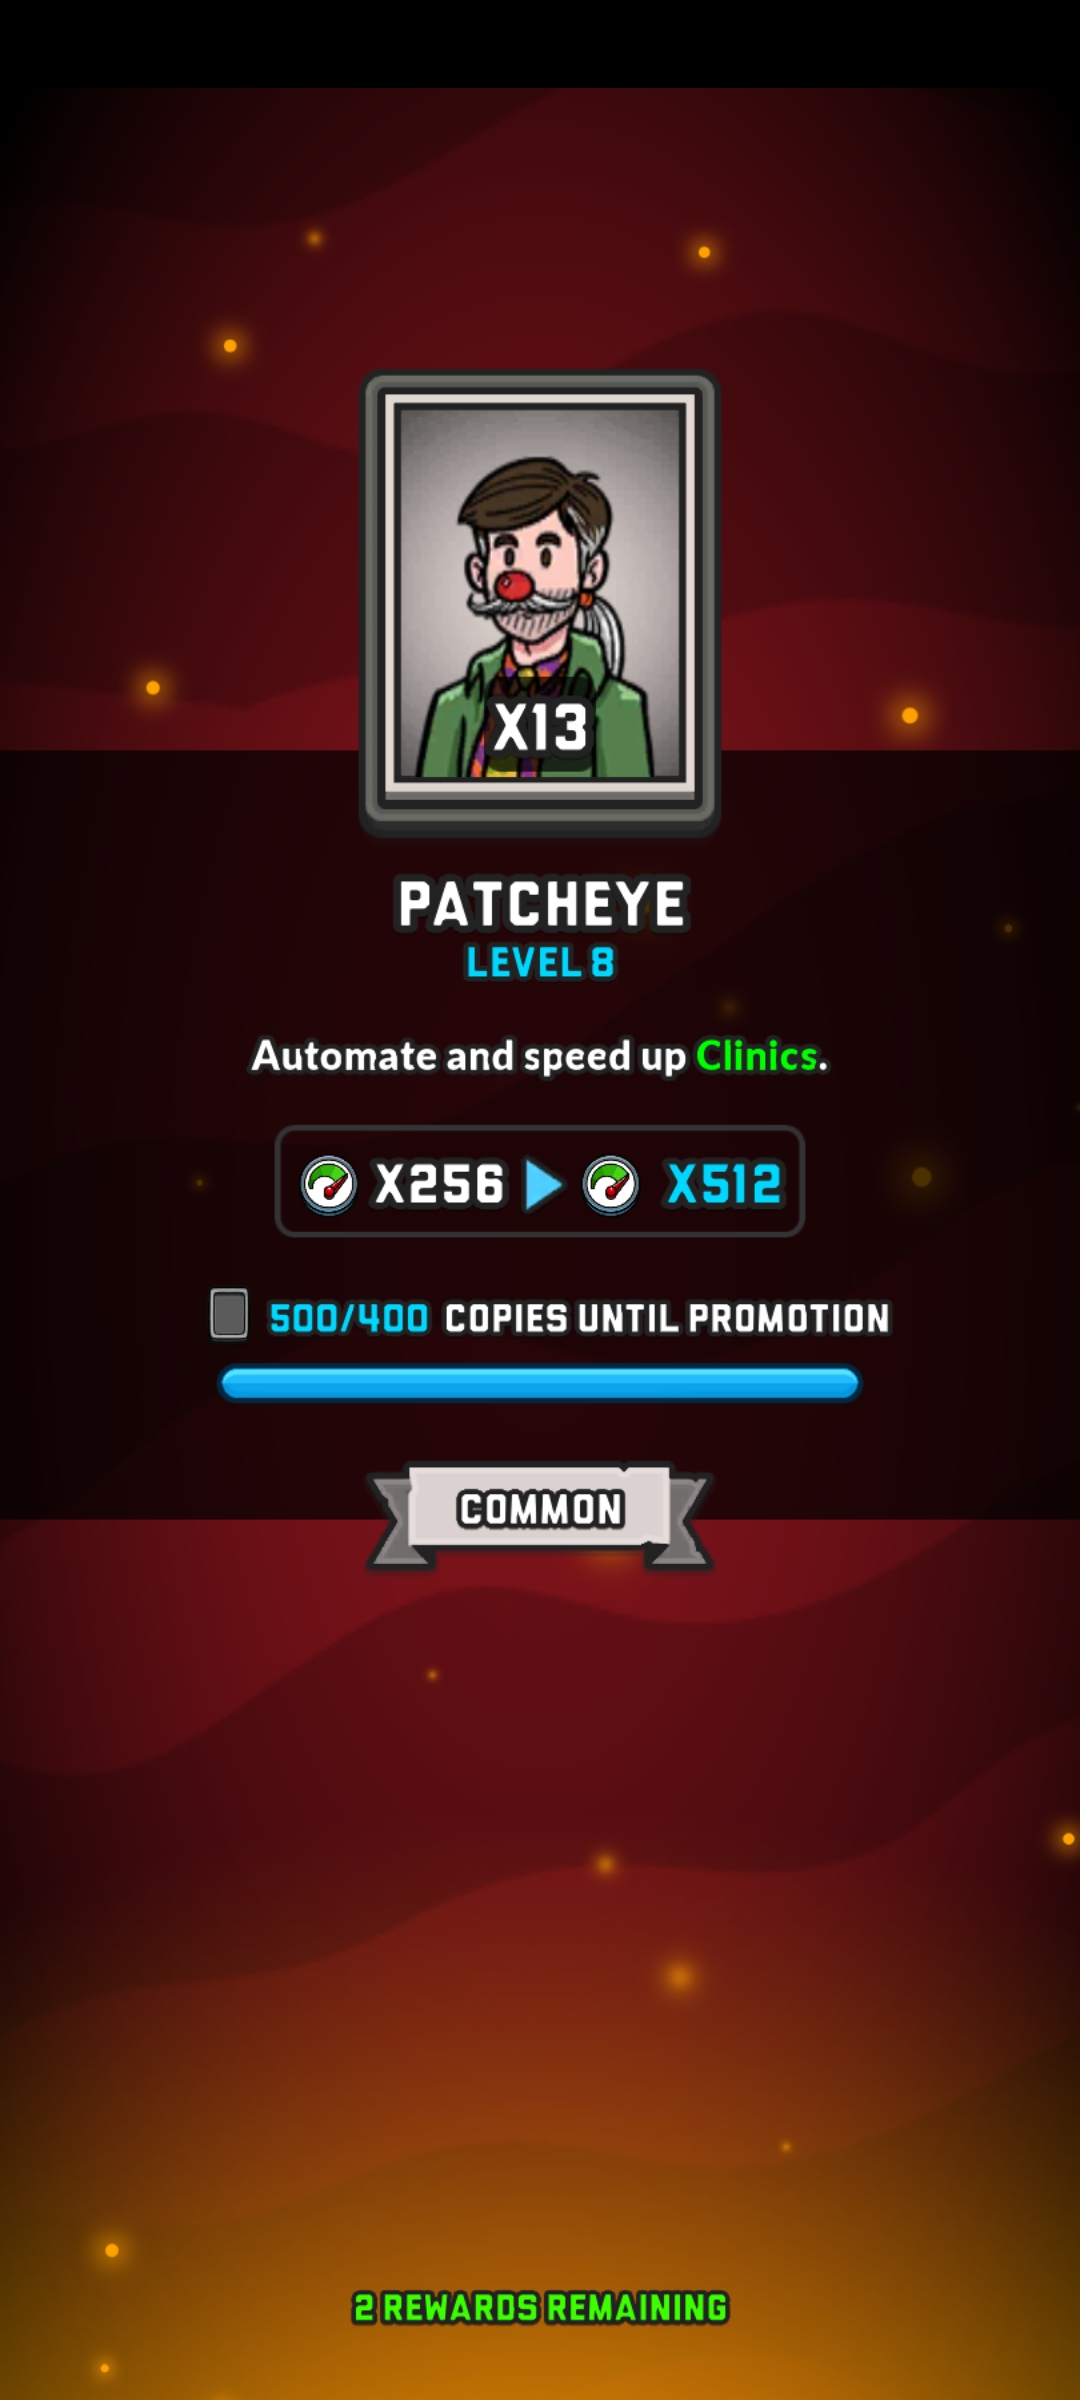 X13
PATCHEYE
LEVEL 8
Automate and speed up Clinics.
X256 X512
500/400 COPIES UNTIL PROMOTION
COMMON
2 REWARDS REMAINING